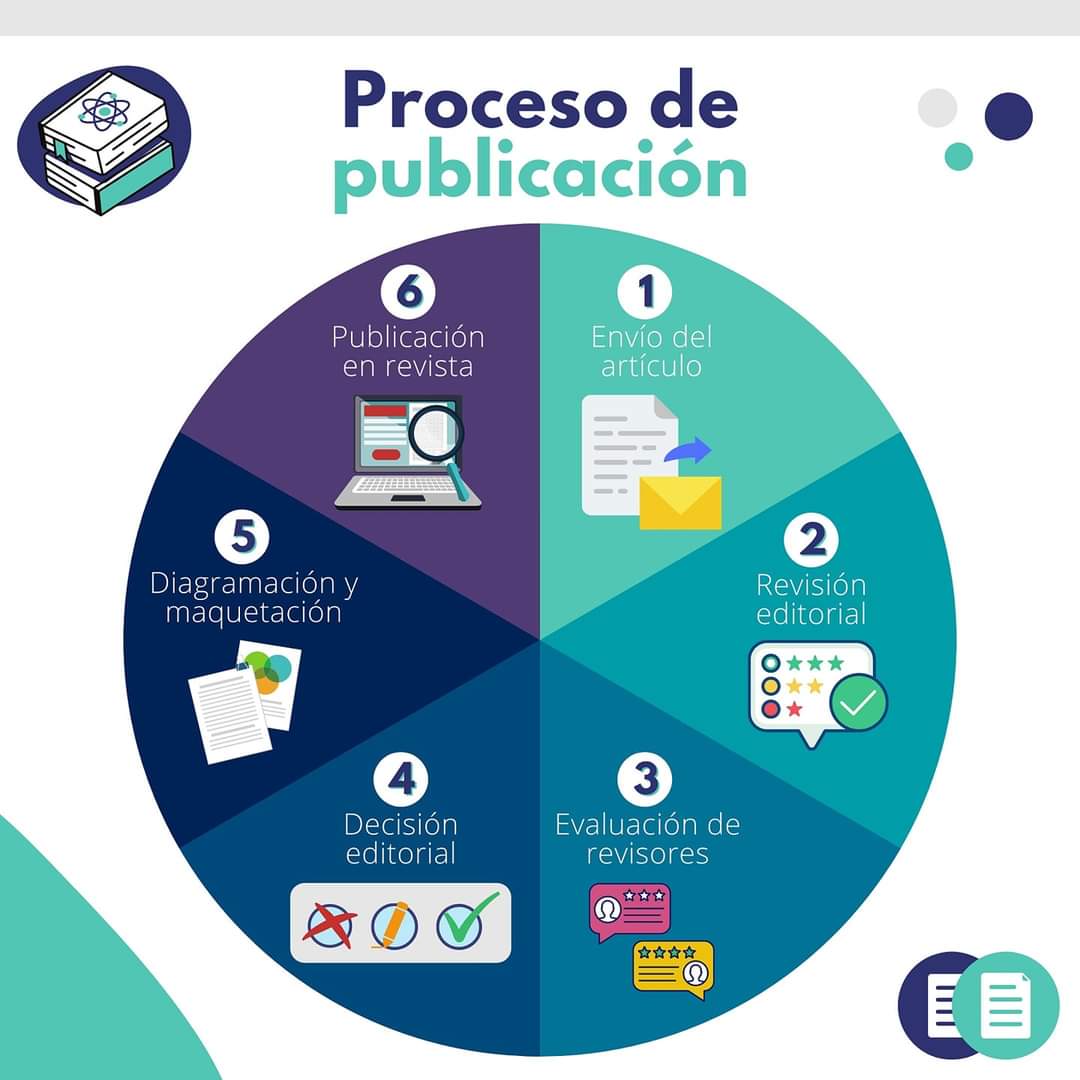 Proceso de
publicación
1
Envío del
artículo
2
Revisión
editorial
3
Evaluación de
revisores
4
Decisión
editorial
5
Diagramación y
maquetación
6
Publicación
en revista